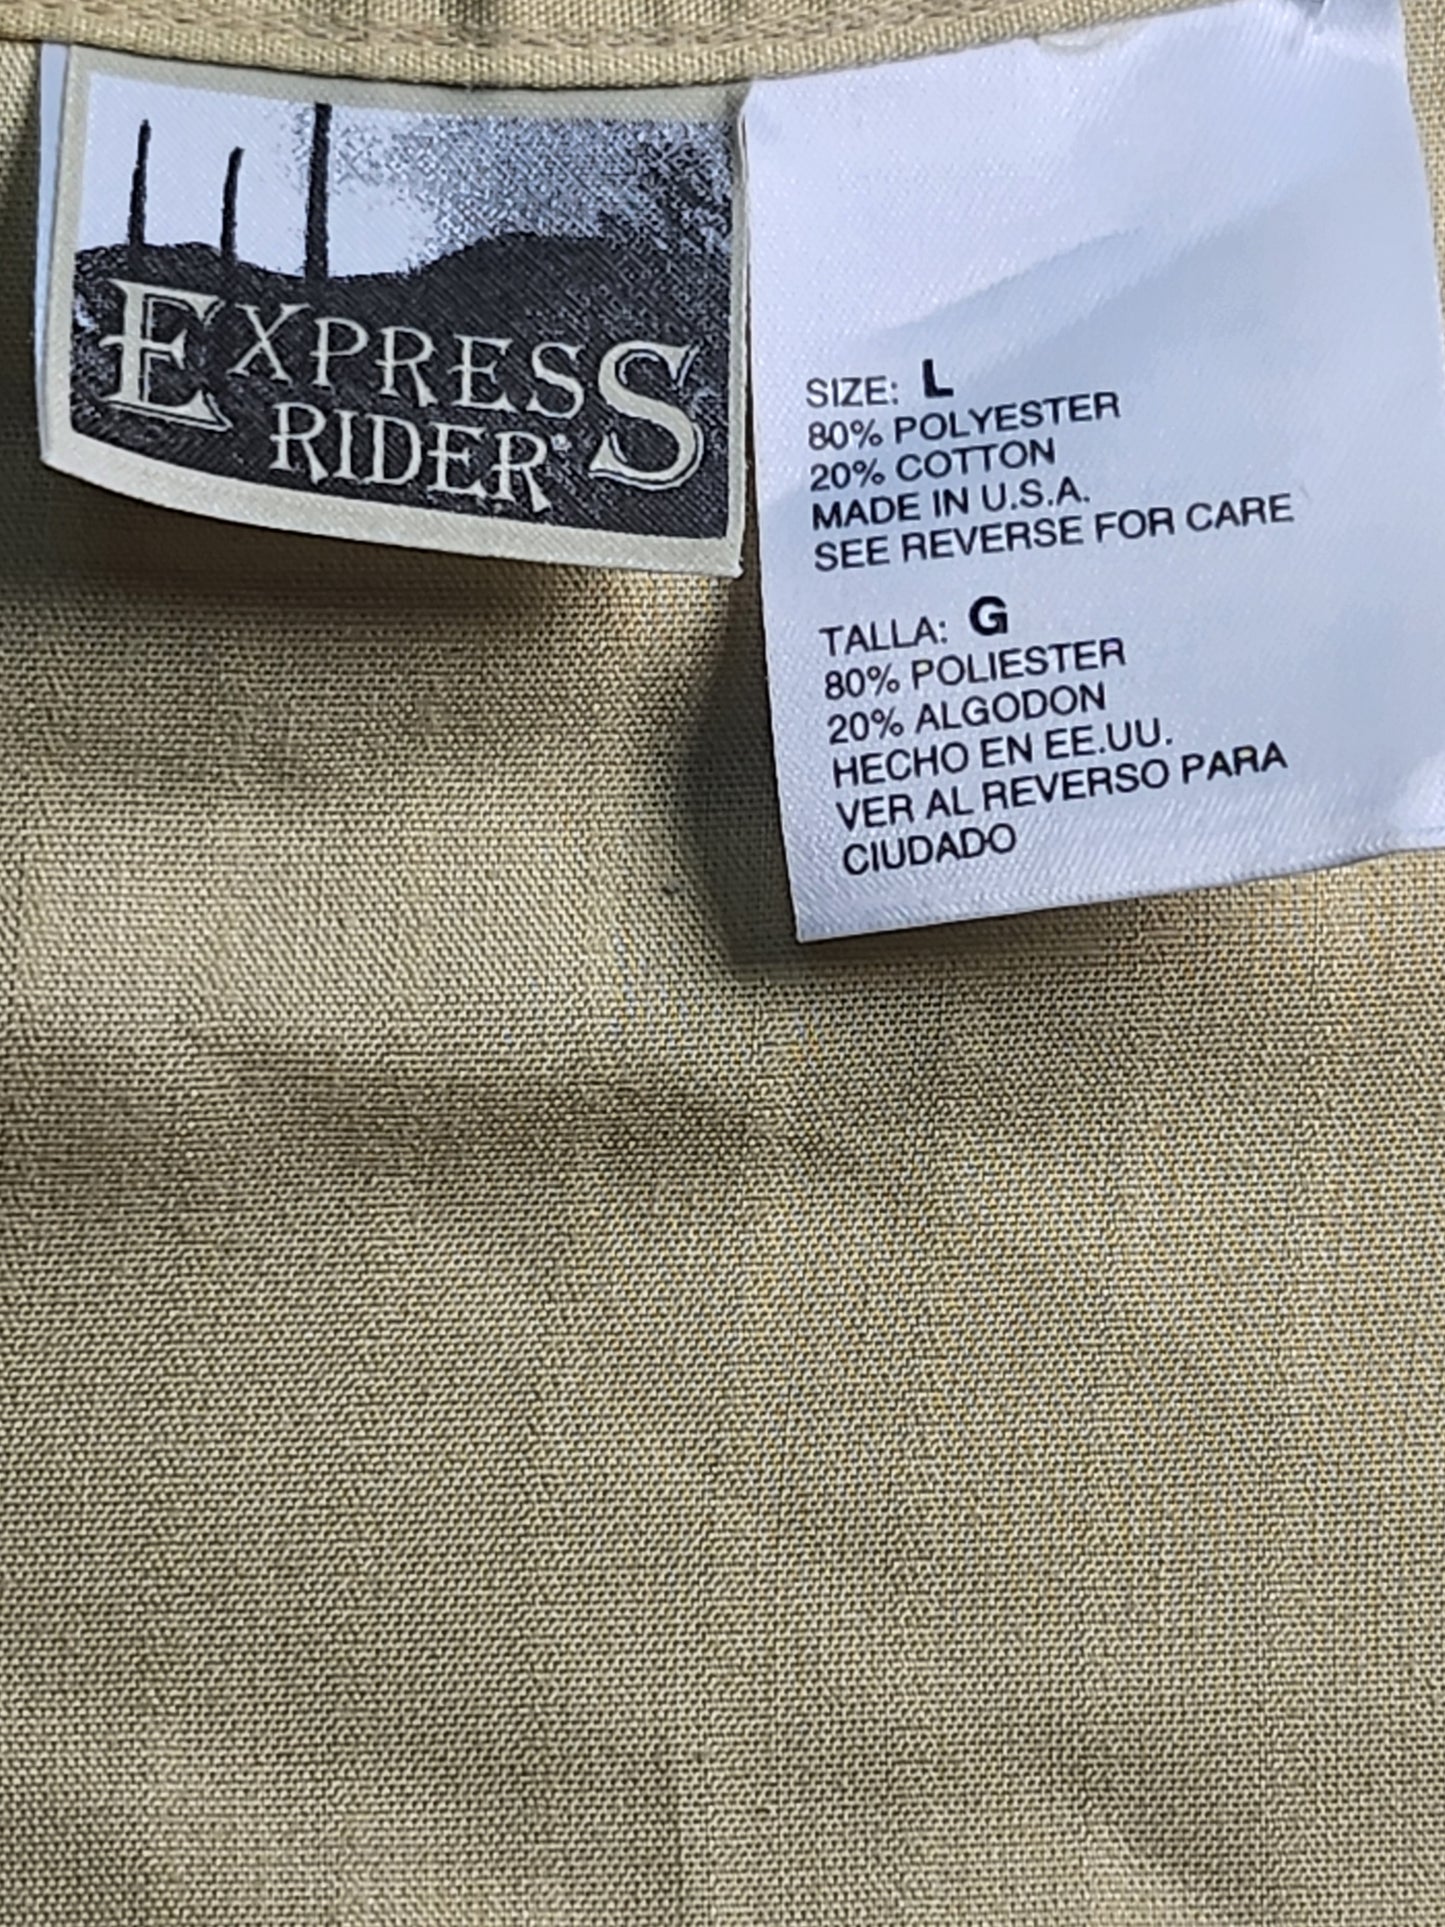 EXPRESS
RIDER®
SIZE: L
80% POLYESTER
20% COTTON
MADE IN U.S.A.
SEE REVERSE FOR CARE
TALLA: G
80% POLIESTER
20% ALGODON
HECHO EN EE.UU.
VER AL REVERSO PARA
CIUDADO